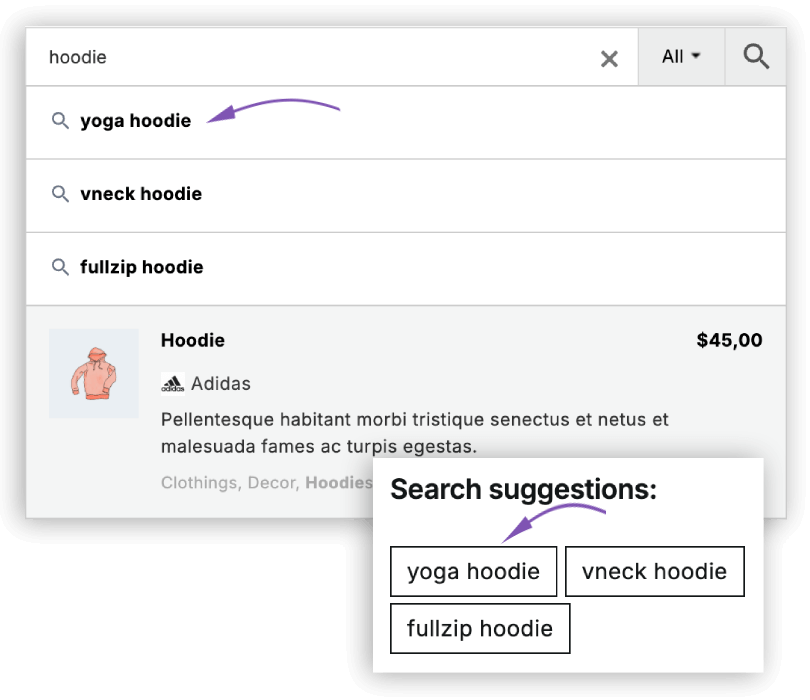 hoodie
All
yoga hoodie
vneck hoodie
fullzip hoodie
Hoodie $45,00
adidas Adidas
Pellentesque habitant morbi tristique senectus et netus et
malesuada fames ac turpis egestas.
Clothings, Decor, Hoodies
Search suggestions:
yoga hoodie vneck hoodie
fullzip hoodie